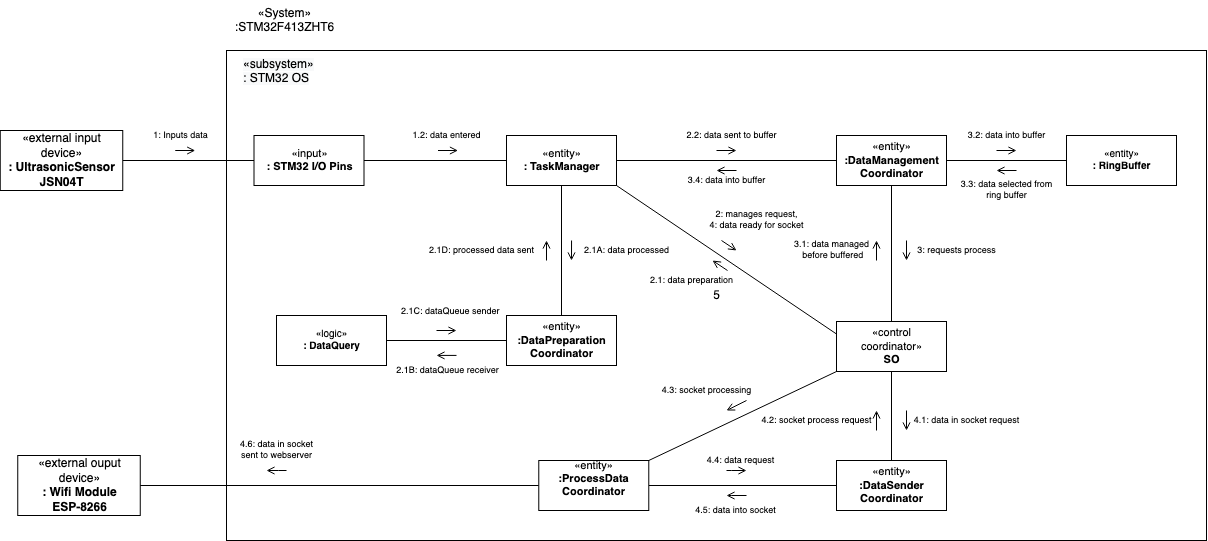 «System»
:STM32F413ZHT6
«subsystem»
: STM32 OS
«external input
device»
: UltrasonicSensor
JSN04T
1: Inputs data
«input»
: STM32 I/O Pins
1.2: data entered
«entity»
: TaskManager
2.2: data sent to buffer
3.4: data into buffer
«entity»
:DataManagement
Coordinator
3.2: data into buffer
3.3: data selected from
ring buffer
«entity»
: RingBuffer
2: manages request,
4: data ready for socket
2.1D: processed data sent
2.1A: data processed
3.1: data managed
before buffered
3: requests process
2.1: data preparation
5
2.1C: dataQueue sender
«logic»
: DataQuery
2.1B: dataQueue receiver
«entity»
:DataPreparation
Coordinator
«control
coordinator»
SO
4.3: socket processing
4.2: socket process request
4.1: data in socket request
4.6: data in socket
sent to webserver
«external ouput
device»
: Wifi Module
ESP-8266
«entity»
:ProcessData
Coordinator
4.4: data request
4.5: data into socket
«entity»
:DataSender
Coordinator